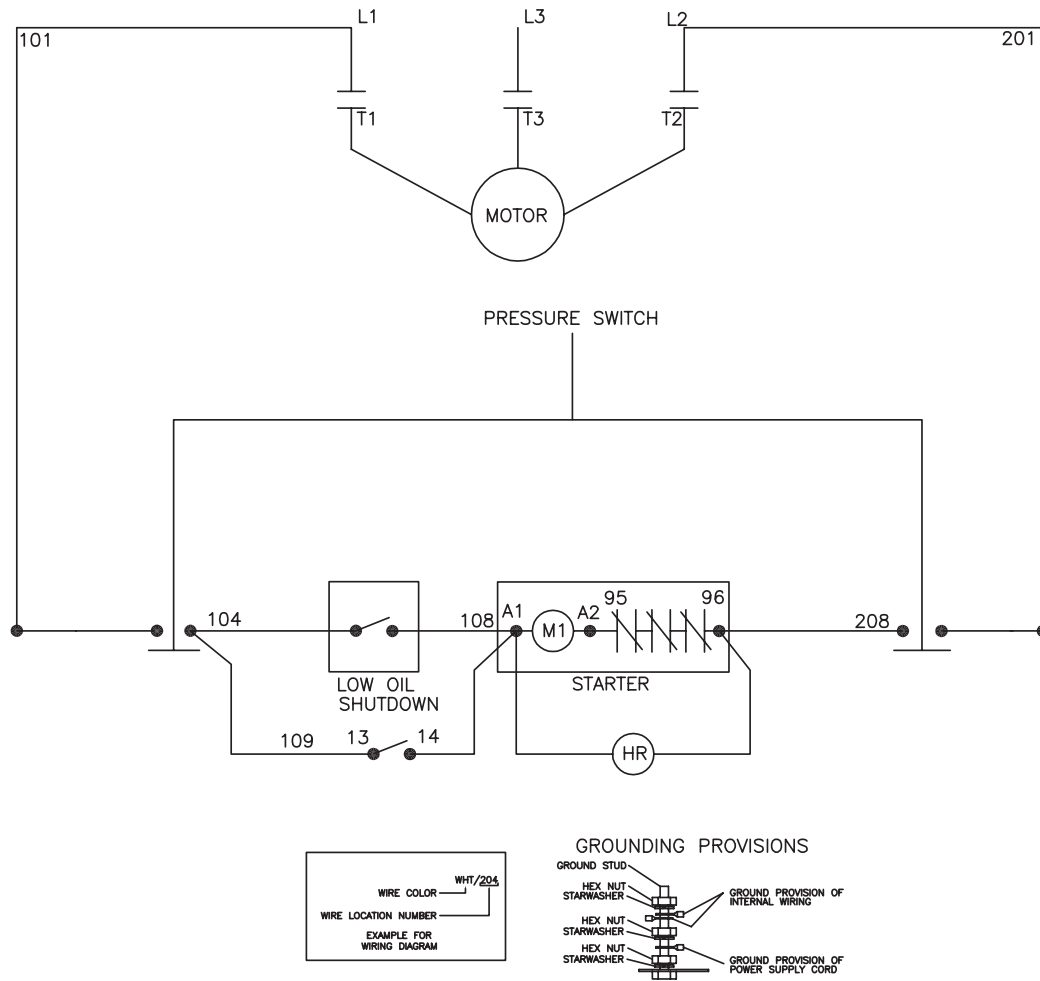 L1
L3
L2
101
201
T1
T3
T2
MOTOR
PRESSURE SWITCH
104
108
A1
M1
A2
95
96
208
LOW OIL
SHUTDOWN
STARTER
109
13
14
HR
WHT/204
WIRE COLOR
WIRE LOCATION NUMBER
EXAMPLE FOR
WIRING DIAGRAM
GROUNDING PROVISIONS
GROUND STUD
HEX NUT
STARWASHER
GROUND PROVISION OF
INTERNAL WIRING
HEX NUT
STARWASHER
HEX NUT
STARWASHER
GROUND PROVISION OF
POWER SUPPLY CORD